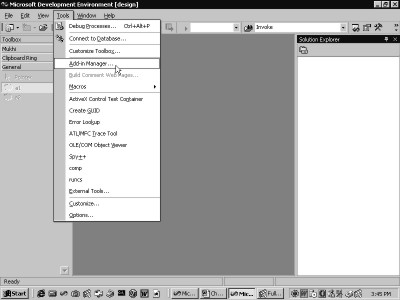 Microsoft Development Environment [design]
File Edit View Tools Window Help
Debug Processes... Ctrl+Alt+P
Connect to Database...
Customize Toolbox...
Add-in Manager...
Build Comment Web Pages...
Macros
ActiveX Control Test Container
Create GUID
Error Lookup
ATL/MFC Trace Tool
OLE/COM Object Viewer
Spy++
comp
runcs
External Tools...
Customize...
Options...
Invoke
Toolbox
Mukhi
Clipboard Ring
General
Pointer
a1
Solution Explorer
Ready
Start
Mic...
Ch...
Mic...
Full...
3:45 PM